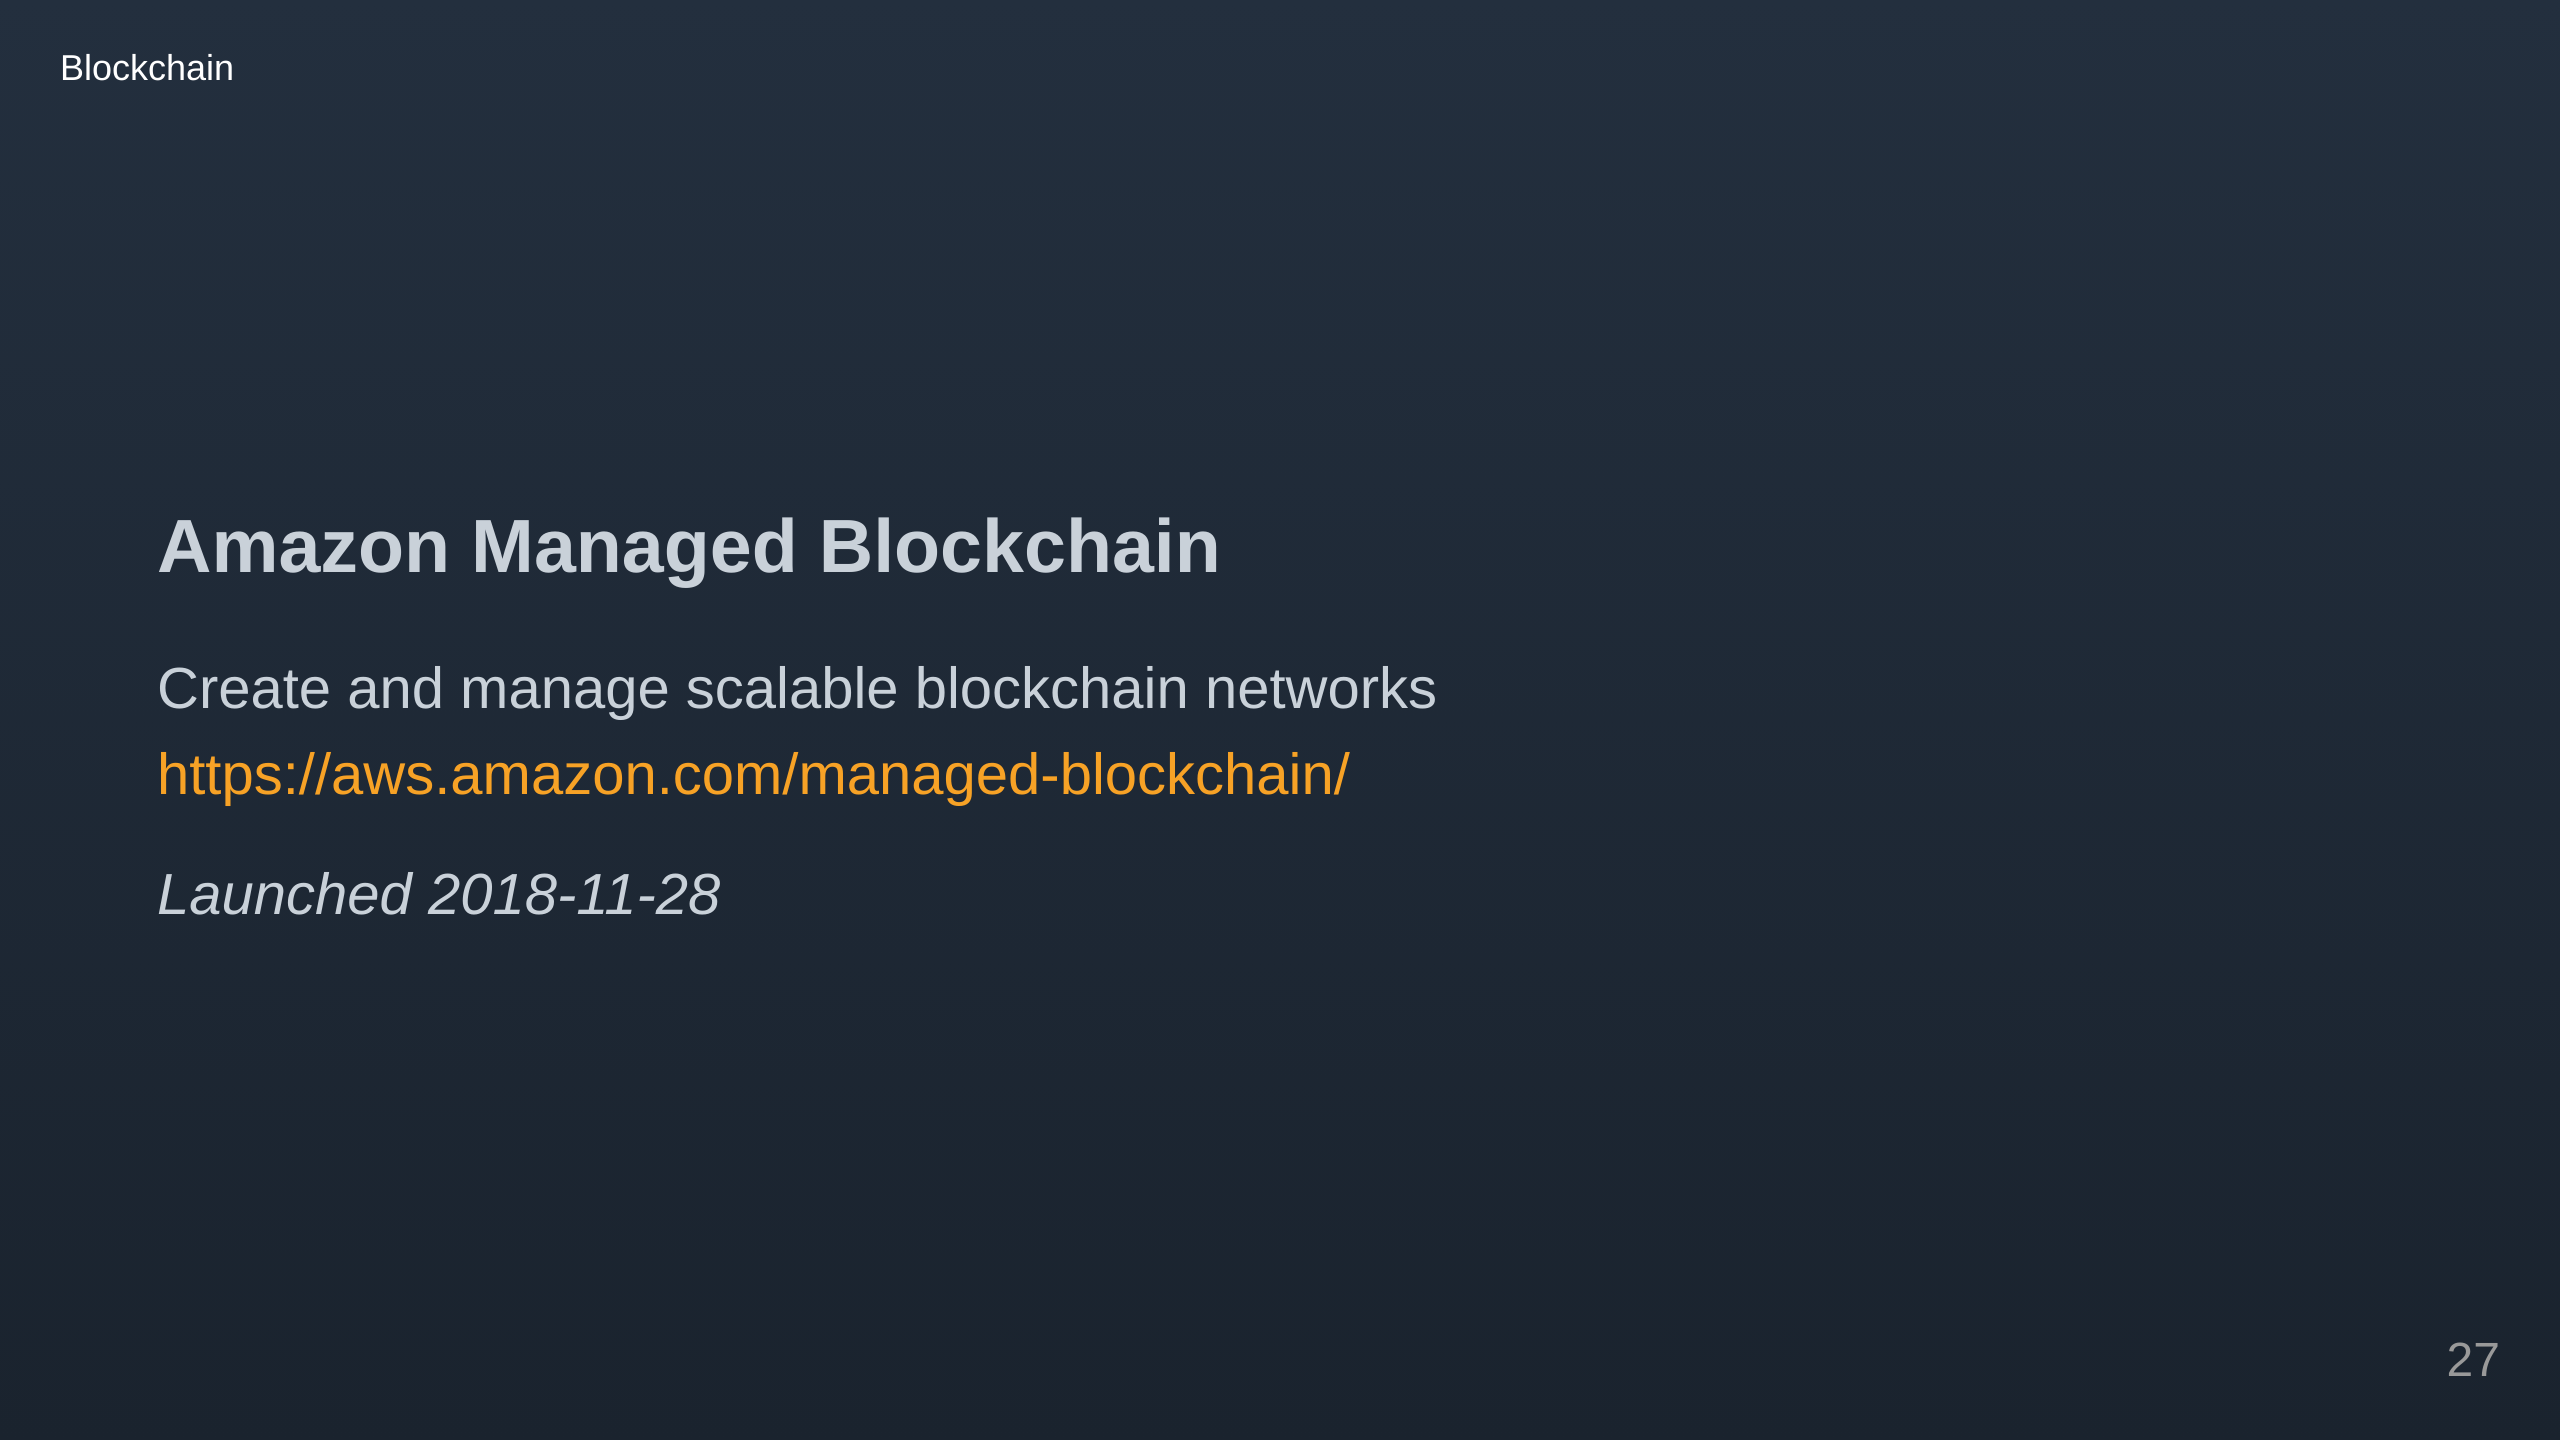 Blockchain
Amazon Managed Blockchain
Create and manage scalable blockchain networks
https://aws.amazon.com/managed-blockchain/
Launched 2018-11-28
27